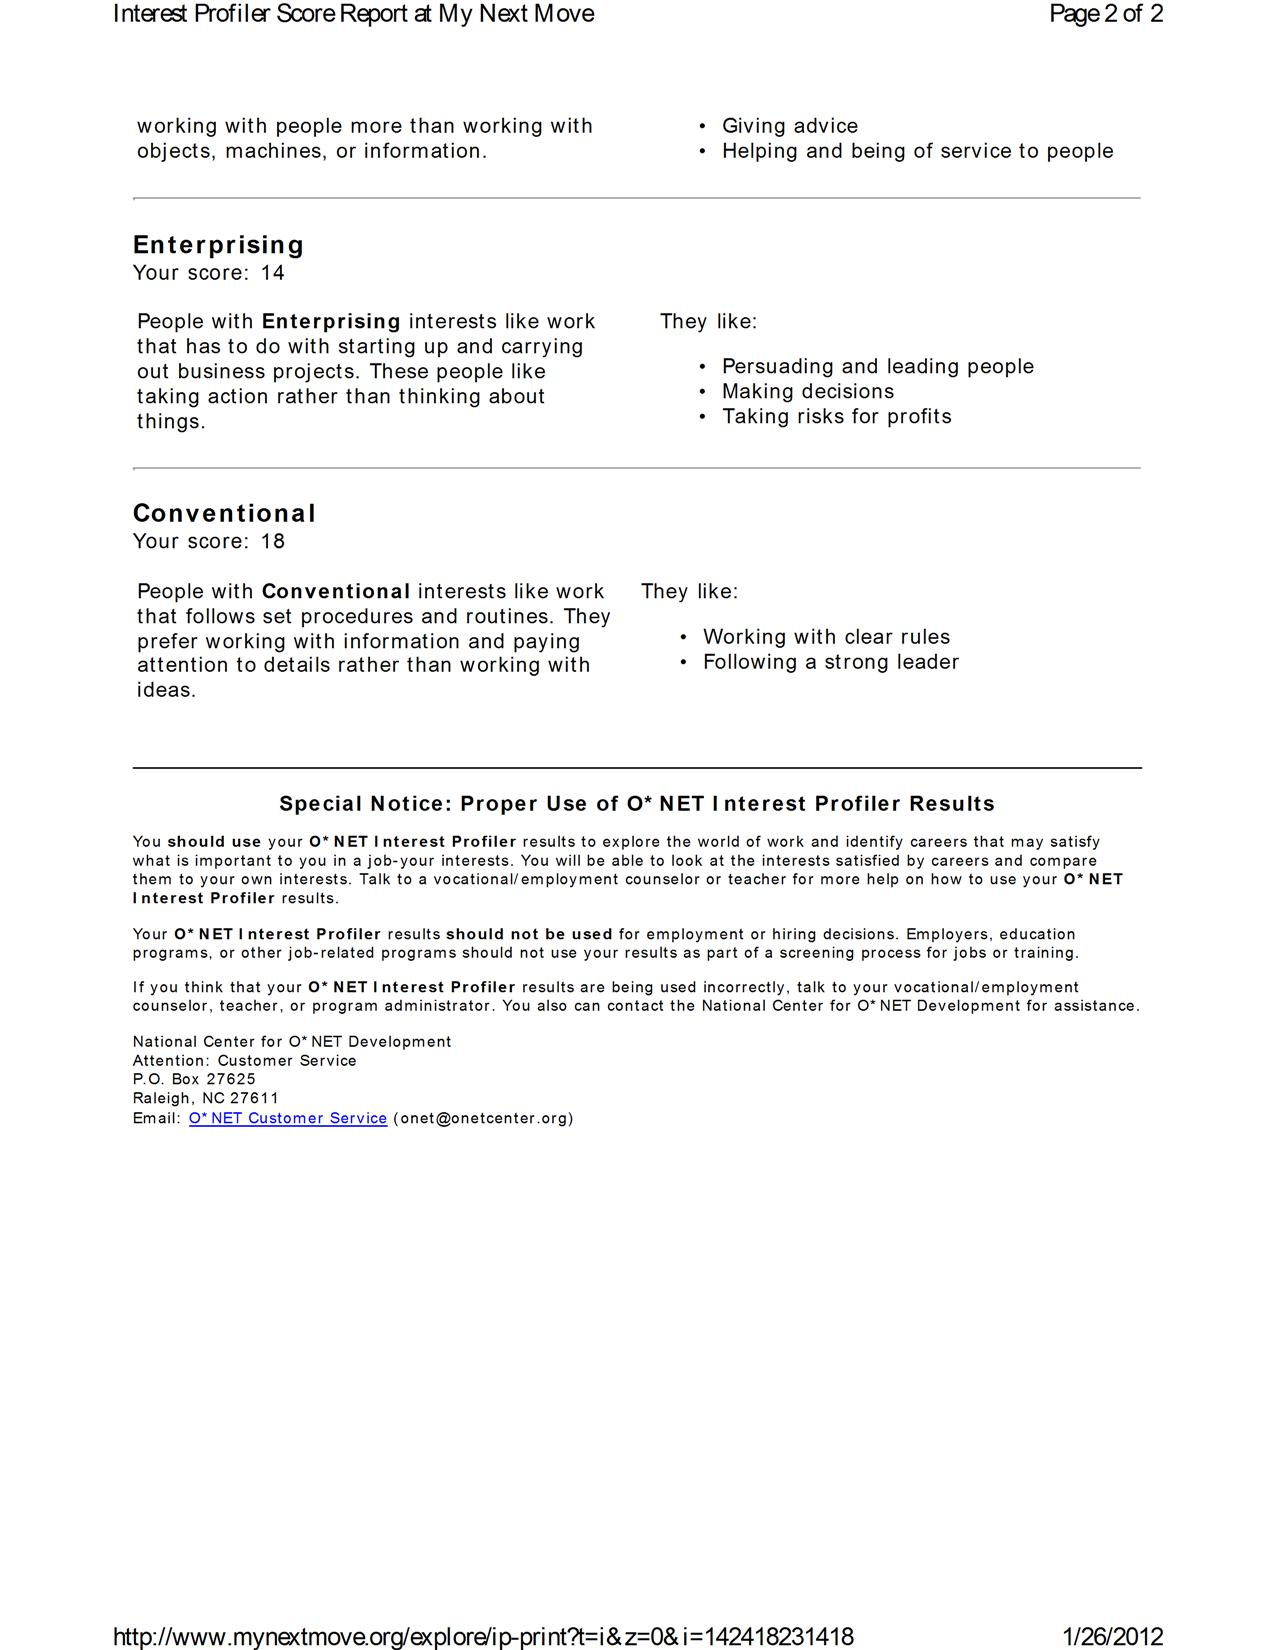 Interest Profiler Score Report at My Next Move Page 2 of 2
working with people more than working with
objects, machines, or information.
• Giving advice
• Helping and being of service to people
Enterprising
Your score: 14
People with Enterprising interests like work
that has to do with starting up and carrying
out business projects. These people like
taking action rather than thinking about
things.
They like:
• Persuading and leading people
• Making decisions
• Taking risks for profits
Conventional
Your score: 18
People with Conventional interests like work
that follows set procedures and routines. They
prefer working with information and paying
attention to details rather than working with
ideas.
They like:
• Working with clear rules
• Following a strong leader
Special Notice: Proper Use of O*NET Interest Profiler Results
You should use your O*NET Interest Profiler results to explore the world of work and identify careers that may satisfy
what is important to you in a job-your interests. You will be able to look at the interests satisfied by careers and compare
them to your own interests. Talk to a vocational/employment counselor or teacher for more help on how to use your O*NET
Interest Profiler results.
Your O*NET Interest Profiler results should not be used for employment or hiring decisions. Employers, education
programs, or other job-related programs should not use your results as part of a screening process for jobs or training.
If you think that your O*NET Interest Profiler results are being used incorrectly, talk to your vocational/employment
counselor, teacher, or program administrator. You also can contact the National Center for O*NET Development for assistance.
National Center for O*NET Development
Attention: Customer Service
P.O. Box 27625
Raleigh, NC 27611
Email: O*NET Customer Service (onet@onetcenter.org)
http://www.mynextmove.org/explore/ip-print?t=i&z=0&i=142418231418 1/26/2012